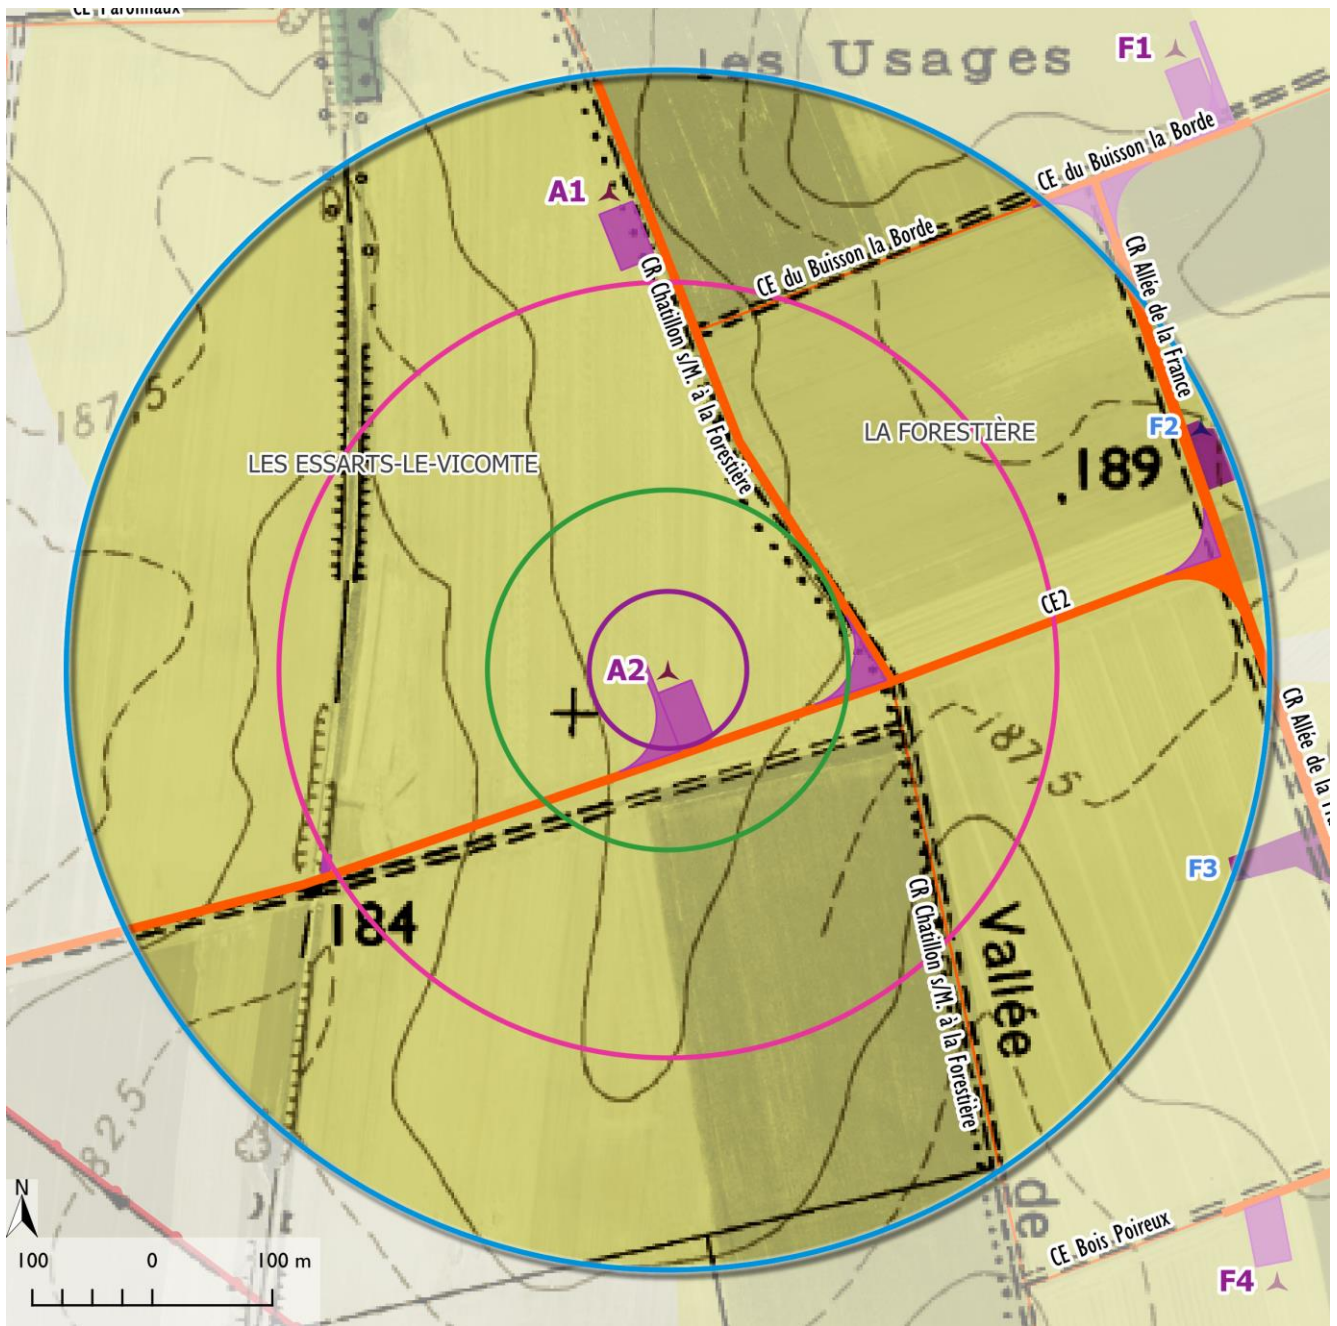 CE Paronnaux
Les Usages
F1
CE du Buisson la Borde
A1
CE du Buisson la Borde
CR Allée de la France
CR Chatillon s/M. à la Forestière
187,5
LES ESSARTS-LE-VICOMTE
LA FORESTIÈRE
F2
.189
CE2
A2
187,5
CR Allée de la
F3
184
CR Chatillon s/M. à la Forestière
Vallée
182,5
de
N
100 0 100 m
CE Bois Poireux
F4